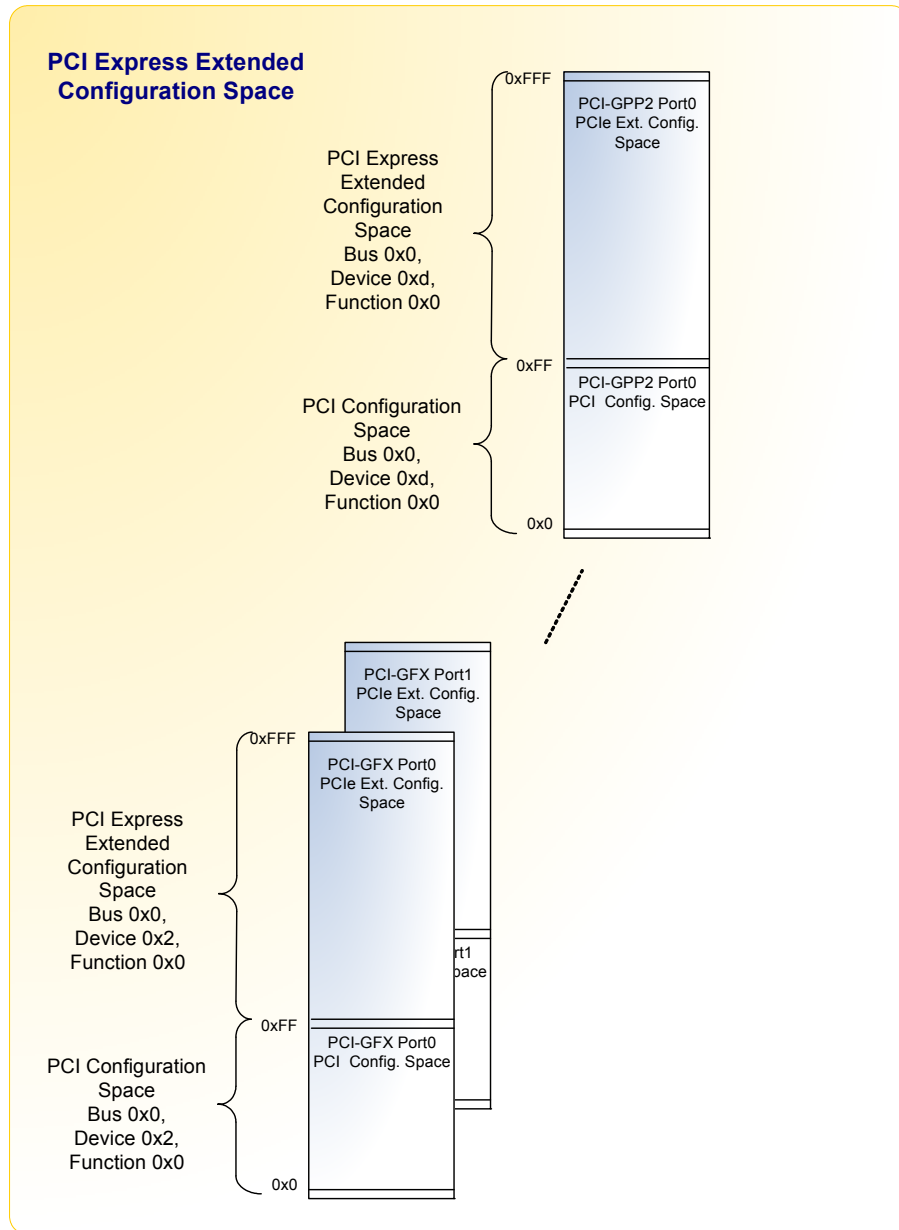 PCI Express Extended
Configuration Space
0xFFF
PCI-GPP2 Port0
PCIe Ext. Config.
Space
PCI Express
Extended
Configuration
Space
Bus 0x0,
Device 0xd,
Function 0x0
0xFF
PCI-GPP2 Port0
PCI Config. Space
PCI Configuration
Space
Bus 0x0,
Device 0xd,
Function 0x0
0x0
PCI-GFX Port1
PCIe Ext. Config.
Space
0xFFF
PCI-GFX Port0
PCIe Ext. Config.
Space
PCI Express
Extended
Configuration
Space
Bus 0x0,
Device 0x2,
Function 0x0
rt1
pace
0xFF
PCI-GFX Port0
PCI Config. Space
PCI Configuration
Space
Bus 0x0,
Device 0x2,
Function 0x0
0x0